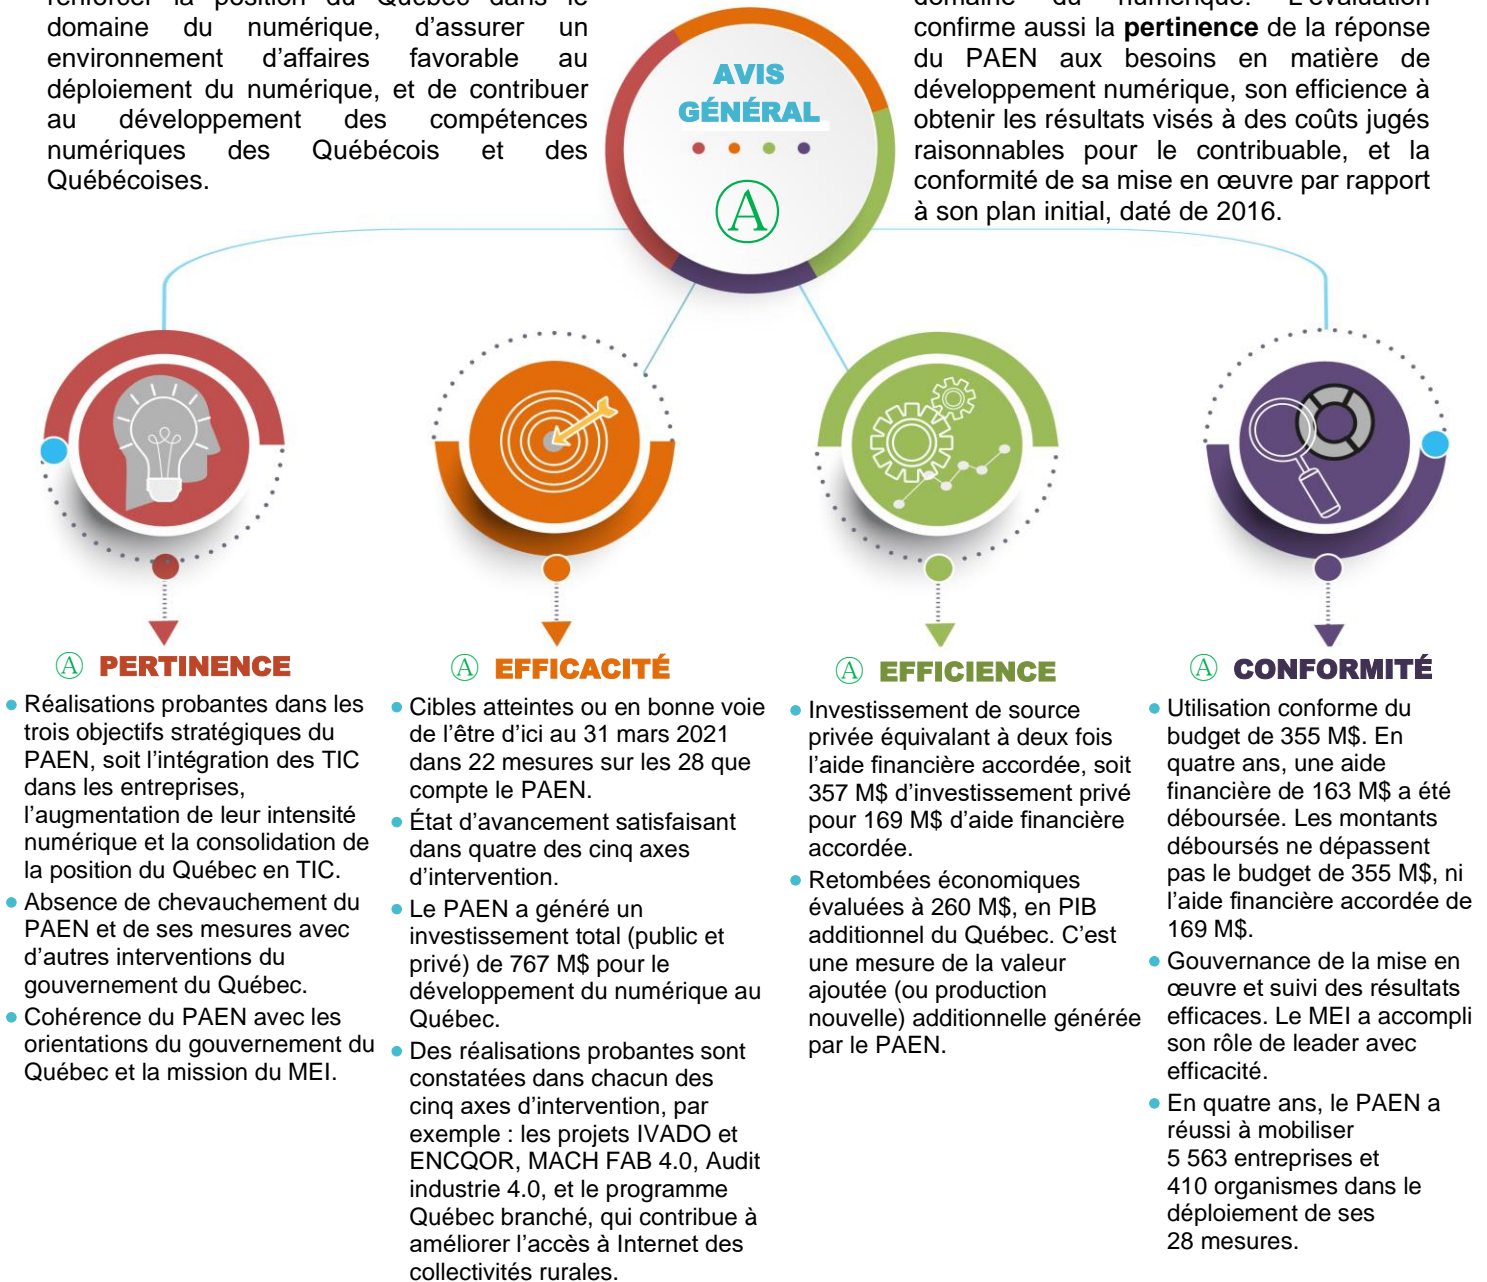 renforcer la position du Québec dans le
domaine du numérique, d'assurer un
environnement d'affaires favorable au
déploiement du numérique, et de contribuer
au développement des compétences
numériques des Québécois et des
Québécoises.
domaine du numérique. L'évaluation
confirme aussi la pertinence de la réponse
du PAEN aux besoins en matière de
développement numérique, son efficience à
obtenir les résultats visés à des coûts jugés
raisonnables pour le contribuable, et la
conformité de sa mise en œuvre par rapport
à son plan initial, daté de 2016.
AVIS
GÉNÉRAL
Ⓐ
Ⓐ PERTINENCE
• Réalisations probantes dans les
trois objectifs stratégiques du
PAEN, soit l'intégration des TIC
dans les entreprises,
l'augmentation de leur intensité
numérique et la consolidation de
la position du Québec en TIC.
• Absence de chevauchement du
PAEN et de ses mesures avec
d'autres interventions du
gouvernement du Québec.
• Cohérence du PAEN avec les
orientations du gouvernement du
Québec et la mission du MEI.
Ⓐ EFFICACITÉ
• Cibles atteintes ou en bonne voie
de l'être d'ici au 31 mars 2021
dans 22 mesures sur les 28 que
compte le PAEN.
• État d'avancement satisfaisant
dans quatre des cinq axes
d'intervention.
• Le PAEN a généré un
investissement total (public et
privé) de 767 M$ pour le
développement du numérique au
Québec.
• Des réalisations probantes sont
constatées dans chacun des
cinq axes d'intervention, par
exemple : les projets IVADO et
ENCQOR, MACH FAB 4.0, Audit
industrie 4.0, et le programme
Québec branché, qui contribue à
améliorer l'accès à Internet des
collectivités rurales.
Ⓐ EFFICIENCE
• Investissement de source
privée équivalant à deux fois
l'aide financière accordée, soit
357 M$ d'investissement privé
pour 169 M$ d'aide financière
accordée.
• Retombées économiques
évaluées à 260 M$, en PIB
additionnel du Québec. C'est
une mesure de la valeur
ajoutée (ou production
nouvelle) additionnelle générée
par le PAEN.
Ⓐ CONFORMITÉ
• Utilisation conforme du
budget de 355 M$. En
quatre ans, une aide
financière de 163 M$ a été
déboursée. Les montants
déboursés ne dépassent
pas le budget de 355 M$, ni
l'aide financière accordée de
169 M$.
• Gouvernance de la mise en
œuvre et suivi des résultats
efficaces. Le MEI a accompli
son rôle de leader avec
efficacité.
• En quatre ans, le PAEN a
réussi à mobiliser
5 563 entreprises et
410 organismes dans le
déploiement de ses
28 mesures.